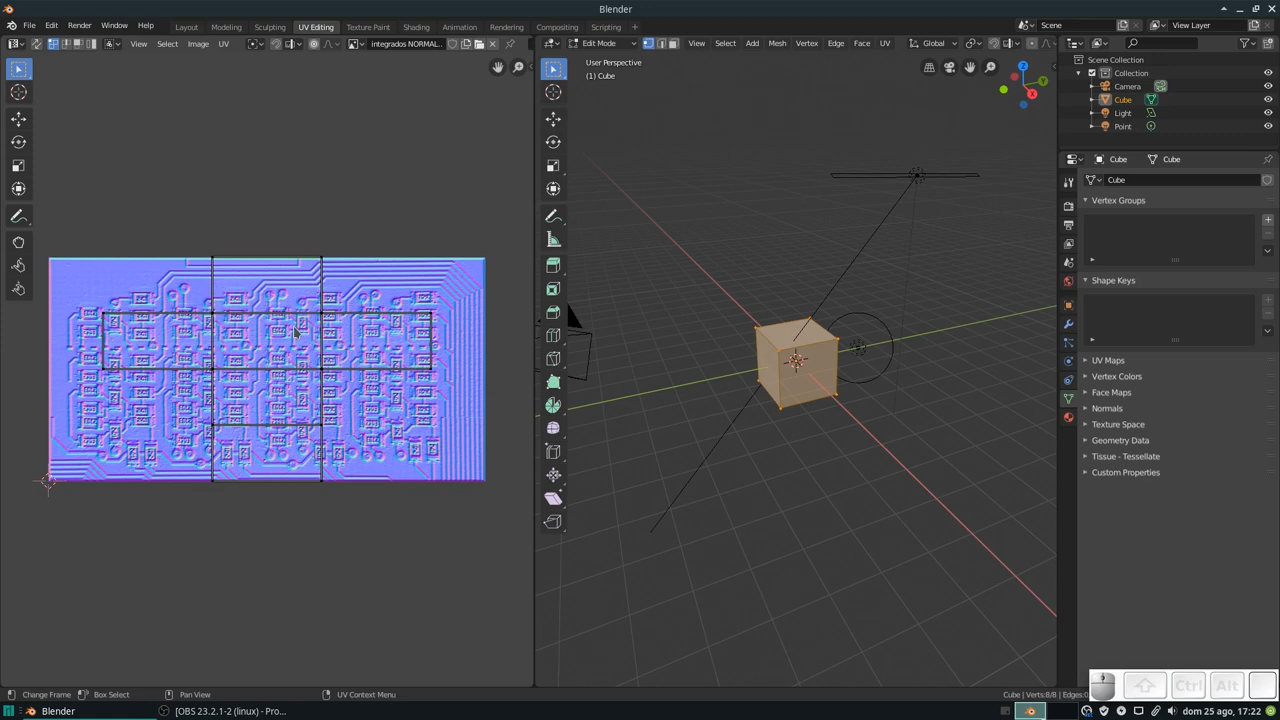 Blender
File Edit Render Window Help Layout Modeling Sculpting UV Editing Texture Paint Shading Animation Rendering Compositing Scripting + Scene View Layer
View Select Image UV integrados NORMAL... Edit Mode View Select Add Mesh Vertex Edge Face UV Global
User Perspective
(1) Cube
Z
Y
X
Scene Collection
Collection
Camera
Cube
Light
Point
Cube Cube
Cube
Vertex Groups
Shape Keys
UV Maps
Vertex Colors
Face Maps
Normals
Texture Space
Geometry Data
Tissue - Tessellate
Custom Properties
Change Frame Box Select Pan View UV Context Menu Cube | Verts:8/8 | Edges:
Ctrl Alt
Blender [OBS 23.2.1-2 (linux) - Pro... dom 25 ago, 17:22